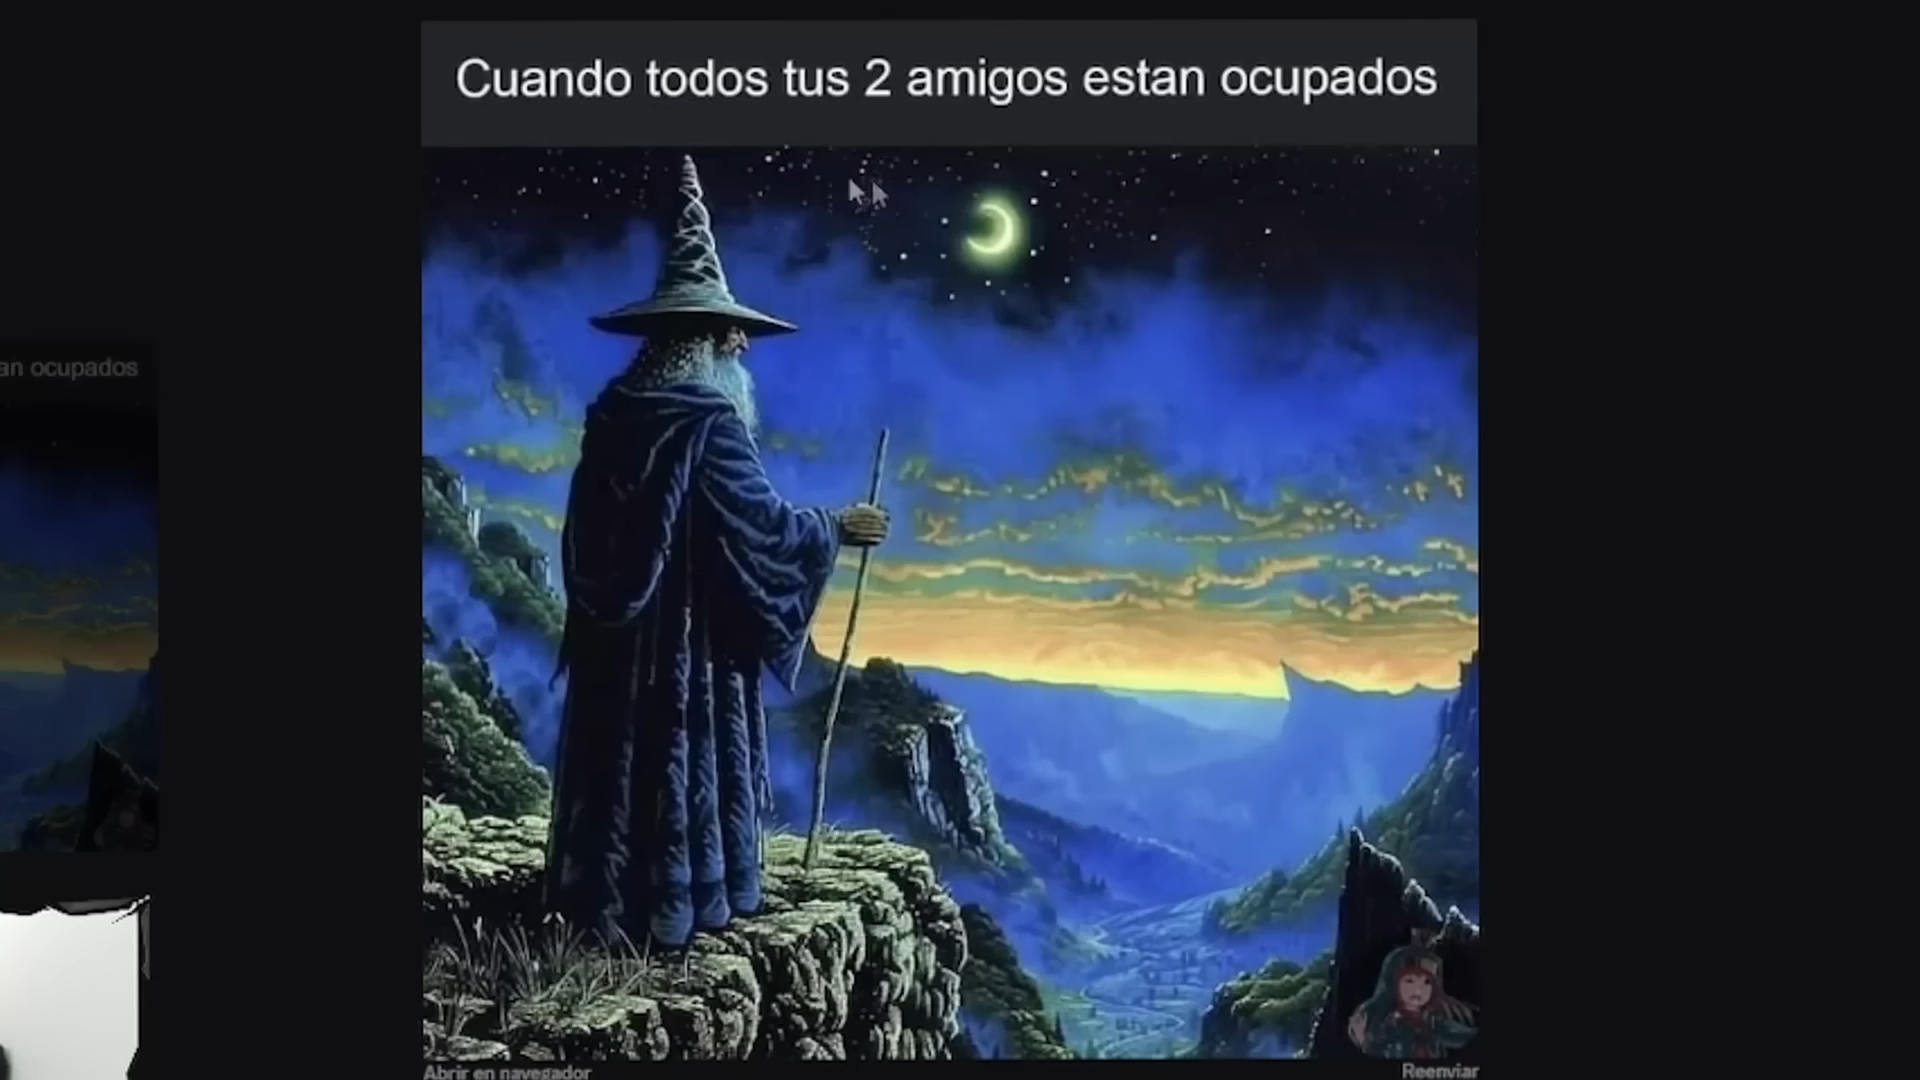 Cuando todos tus 2 amigos estan ocupados
an ocupados
Abrir en navegador
Reenviar